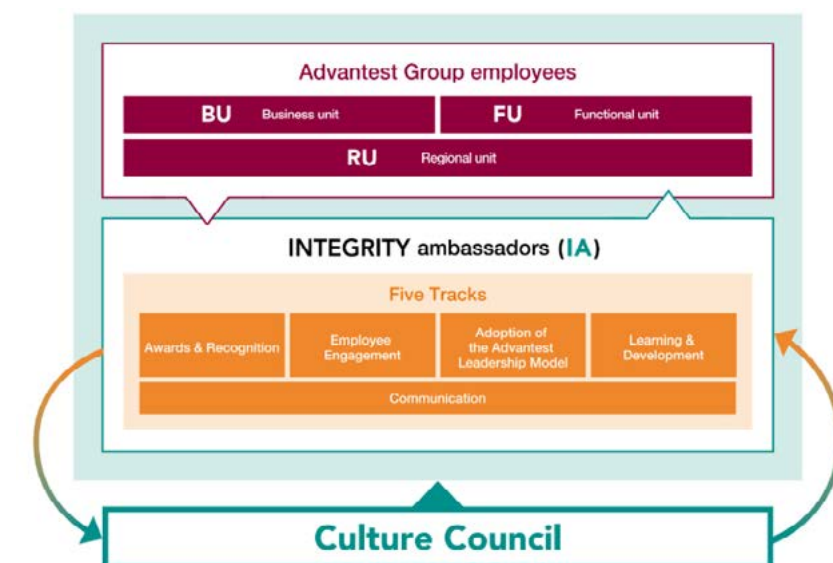 Advantest Group employees
BU Business unit
FU Functional unit
RU Regional unit
INTEGRITY ambassadors (IA)
Five Tracks
Awards & Recognition
Employee
Engagement
Adoption of
the Advantest
Leadership Model
Learning &
Development
Communication
Culture Council